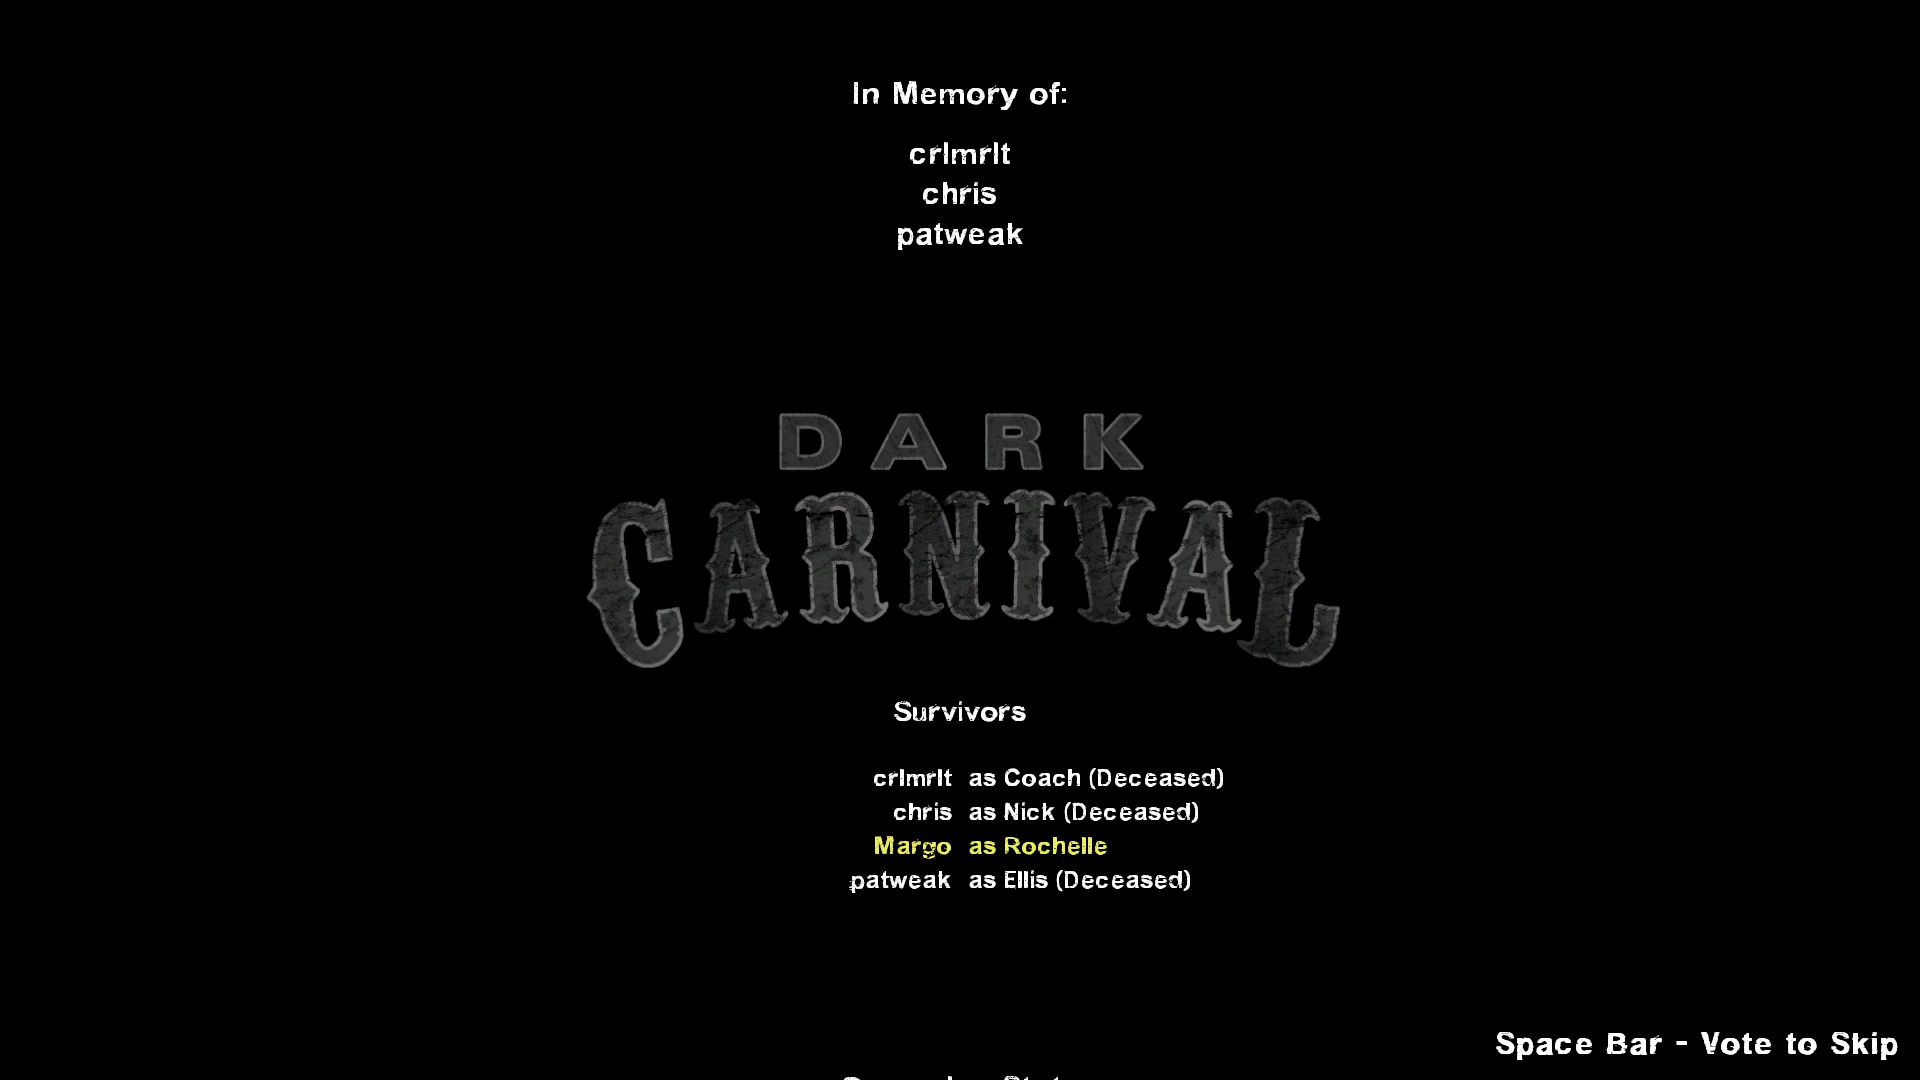 In Memory of:
crlmrlt
chris
patweak
DARK
CARNIVAL
Survivors
crlmrlt as Coach (Deceased)
chris as Nick (Deceased)
Margo as Rochelle
patweak as Ellis (Deceased)
Space Bar - Vote to Skip